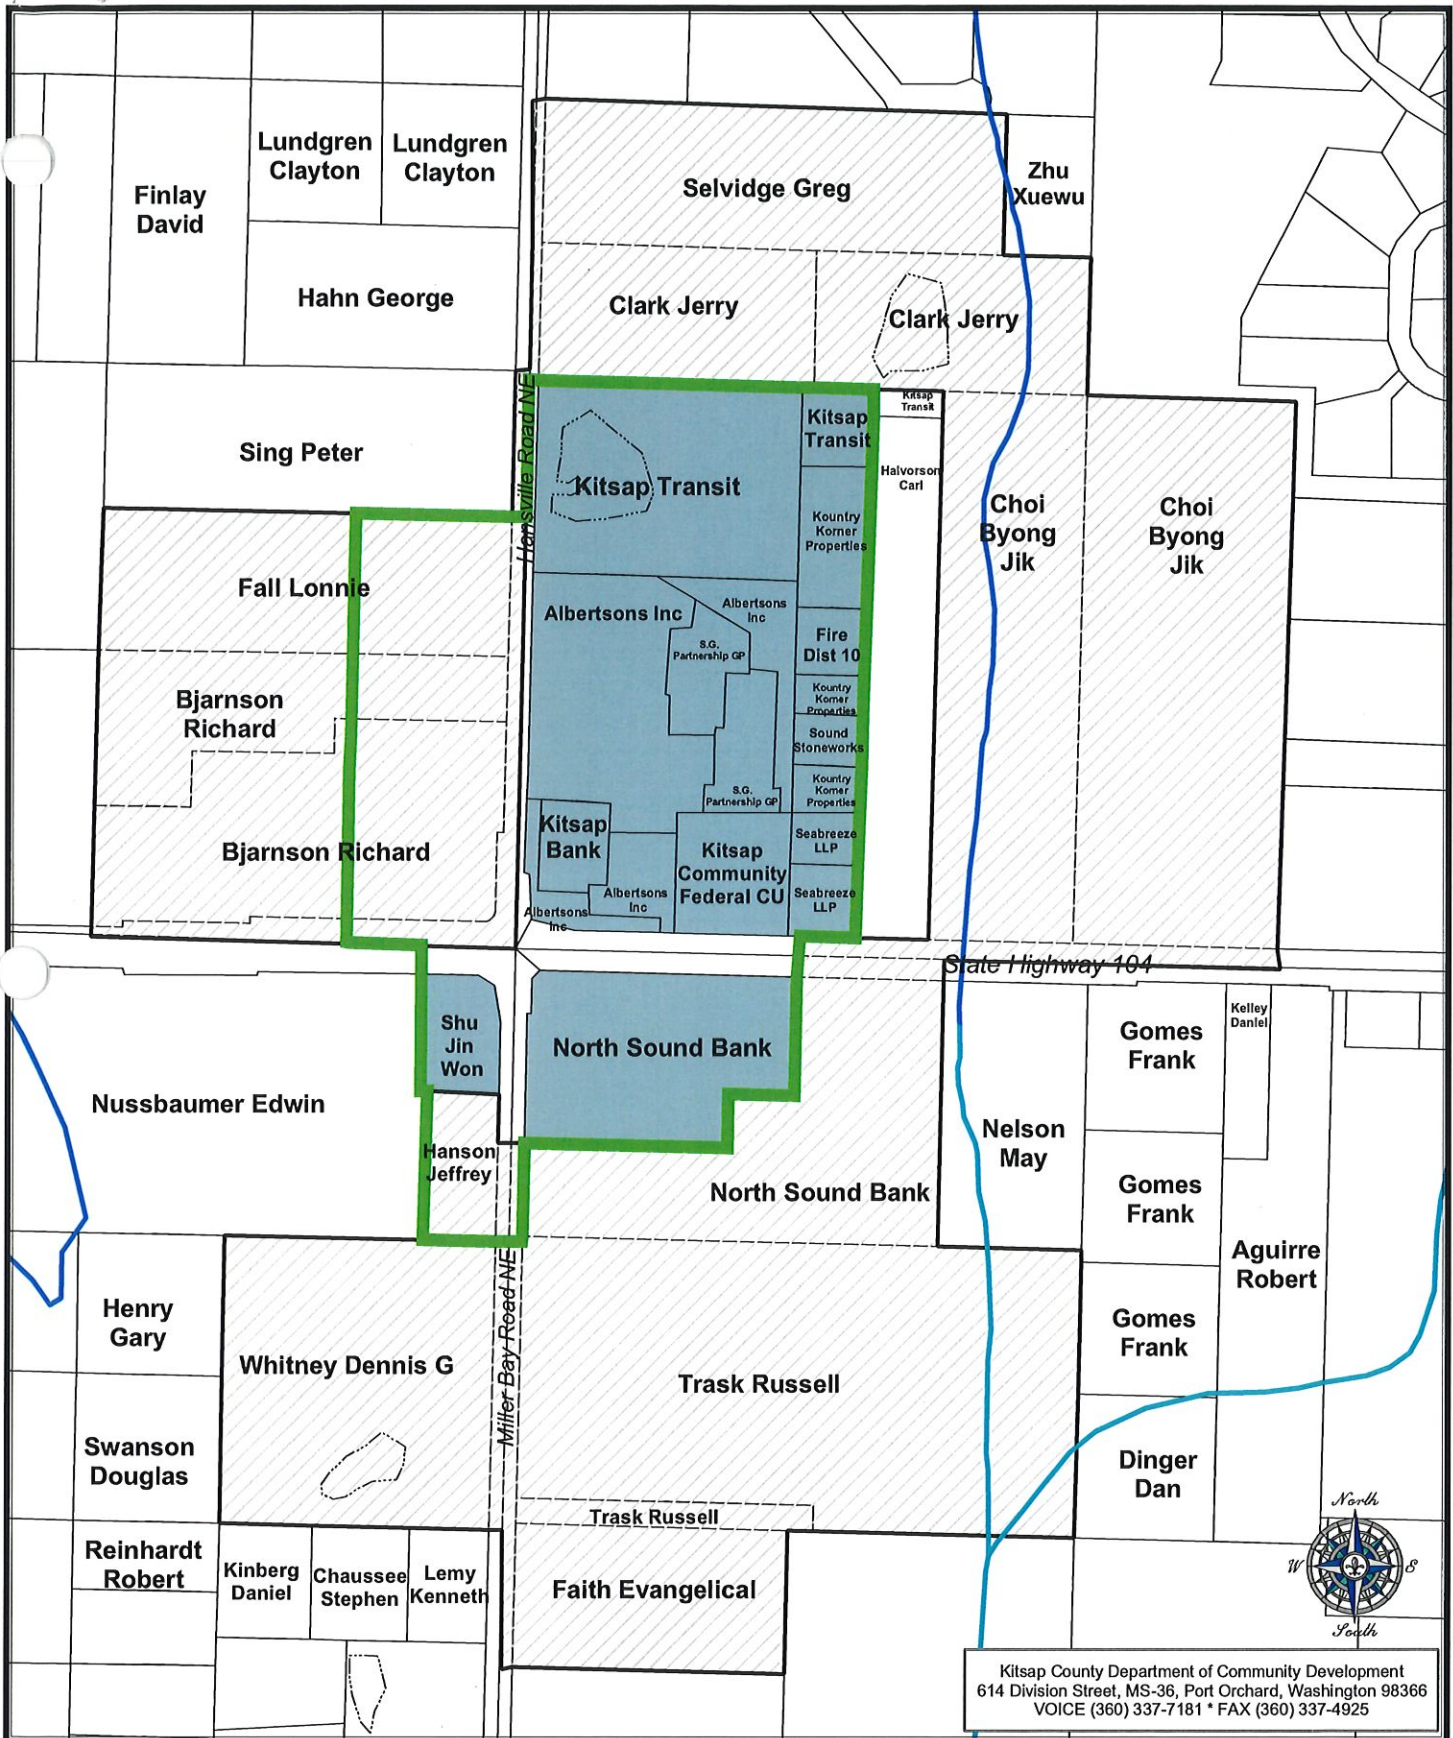 Lundgren
Clayton
Lundgren
Clayton
Finlay
David
Selvidge Greg
Zhu
Xuewu
Hahn George
Clark Jerry
Clark Jerry
Sing Peter
Hansville Road NE
Kitsap Transit
Kitsap
Transit
Kitsap
Transit
Halvorson
Carl
Kountry
Korner
Properties
Choi
Byong
Jik
Choi
Byong
Jik
Fall Lonnie
Albertsons Inc
Albertsons
Inc
S.G.
Partnership GP
Fire
Dist 10
Bjarnson
Richard
Kountry
Korner
Properties
Sound
Stoneworks
S.G.
Partnership GP
Kountry
Korner
Properties
Bjarnson Richard
Kitsap
Bank
Kitsap
Community
Federal CU
Seabreeze
LLP
Seabreeze
LLP
Albertsons
Inc
Albertsons
Inc
State Highway 104
Shu
Jin
Won
North Sound Bank
Nussbaumer Edwin
Hanson
Jeffrey
North Sound Bank
Nelson
May
Gomes
Frank
Kelley
Daniel
Gomes
Frank
Aguirre
Robert
Gomes
Frank
Henry
Gary
Whitney Dennis G
Miller Bay Road NE
Trask Russell
Swanson
Douglas
Dinger
Dan
Trask Russell
Reinhardt
Robert
Kinberg
Daniel
Chaussee
Stephen
Lemy
Kenneth
Faith Evangelical
North
W
E
South
Kitsap County Department of Community Development
614 Division Street, MS-36, Port Orchard, Washington 98366
VOICE (360) 337-7181 * FAX (360) 337-4925